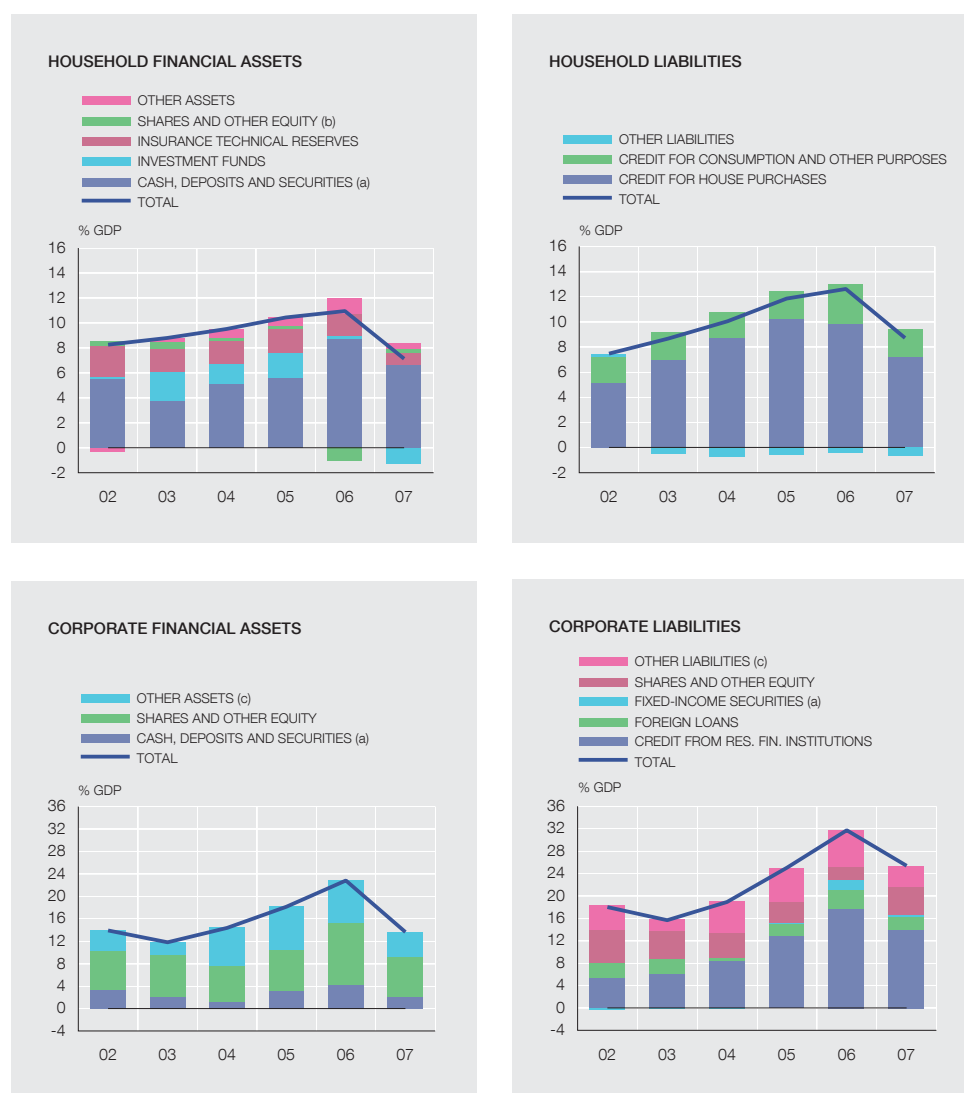 HOUSEHOLD FINANCIAL ASSETS
OTHER ASSETS
SHARES AND OTHER EQUITY (b)
INSURANCE TECHNICAL RESERVES
INVESTMENT FUNDS
CASH, DEPOSITS AND SECURITIES (a)
TOTAL
% GDP
16
14
12
10
8
6
4
2
0
-2
02 03 04 05 06 07
HOUSEHOLD LIABILITIES
OTHER LIABILITIES
CREDIT FOR CONSUMPTION AND OTHER PURPOSES
CREDIT FOR HOUSE PURCHASES
TOTAL
% GDP
16
14
12
10
8
6
4
2
0
-2
02 03 04 05 06 07
CORPORATE FINANCIAL ASSETS
OTHER ASSETS (c)
SHARES AND OTHER EQUITY
CASH, DEPOSITS AND SECURITIES (a)
TOTAL
% GDP
36
32
28
24
20
16
12
8
4
0
-4
02 03 04 05 06 07
CORPORATE LIABILITIES
OTHER LIABILITIES (c)
SHARES AND OTHER EQUITY
FIXED-INCOME SECURITIES (a)
FOREIGN LOANS
CREDIT FROM RES. FIN. INSTITUTIONS
TOTAL
% GDP
36
32
28
24
20
16
12
8
4
0
-4
02 03 04 05 06 07